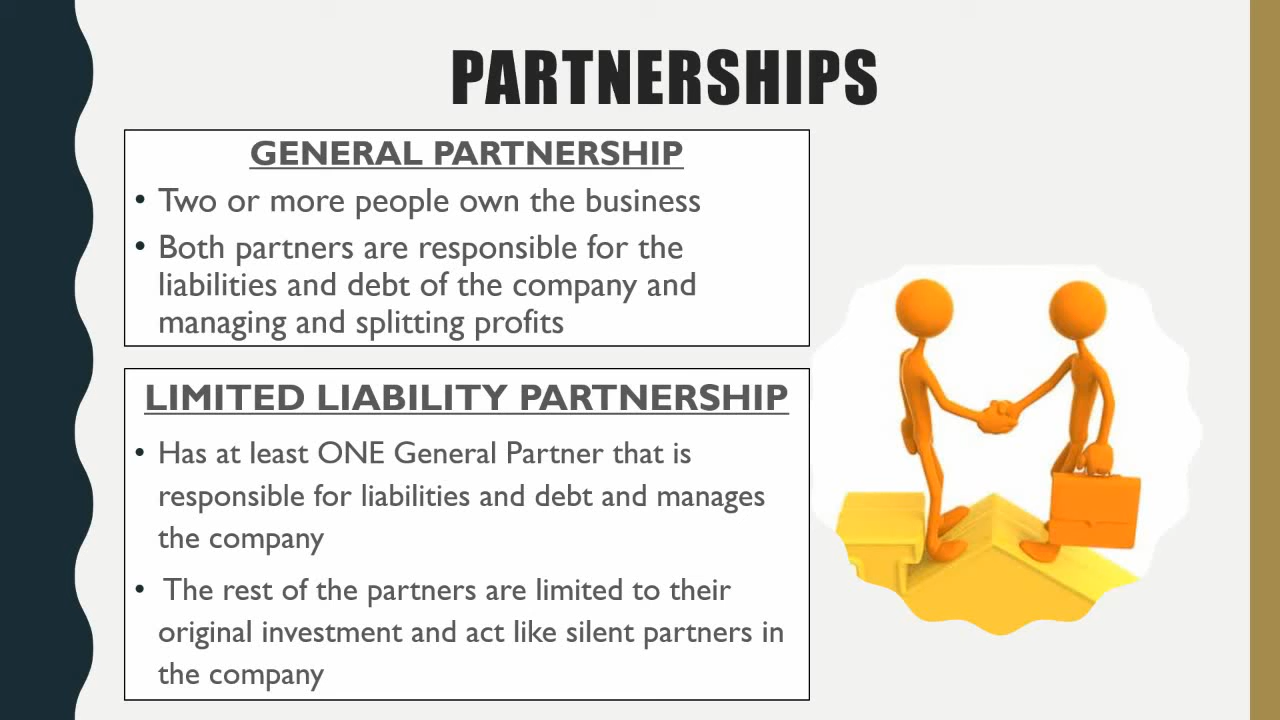 PARTNERSHIPS
GENERAL PARTNERSHIP
• Two or more people own the business
• Both partners are responsible for the
liabilities and debt of the company and
managing and splitting profits
LIMITED LIABILITY PARTNERSHIP
• Has at least ONE General Partner that is
responsible for liabilities and debt and manages
the company
• The rest of the partners are limited to their
original investment and act like silent partners in
the company